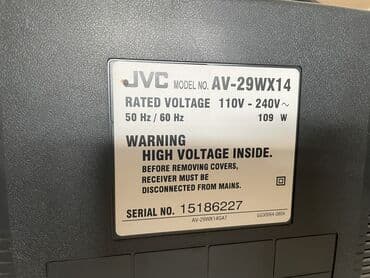 JVC MODEL NO. AV-29WX14
RATED VOLTAGE 110V - 240V ~
50 Hz / 60 Hz 109 W
WARNING
HIGH VOLTAGE INSIDE.
BEFORE REMOVING COVERS,
RECEIVER MUST BE
DISCONNECTED FROM MAINS.
SERIAL NO. 15186227